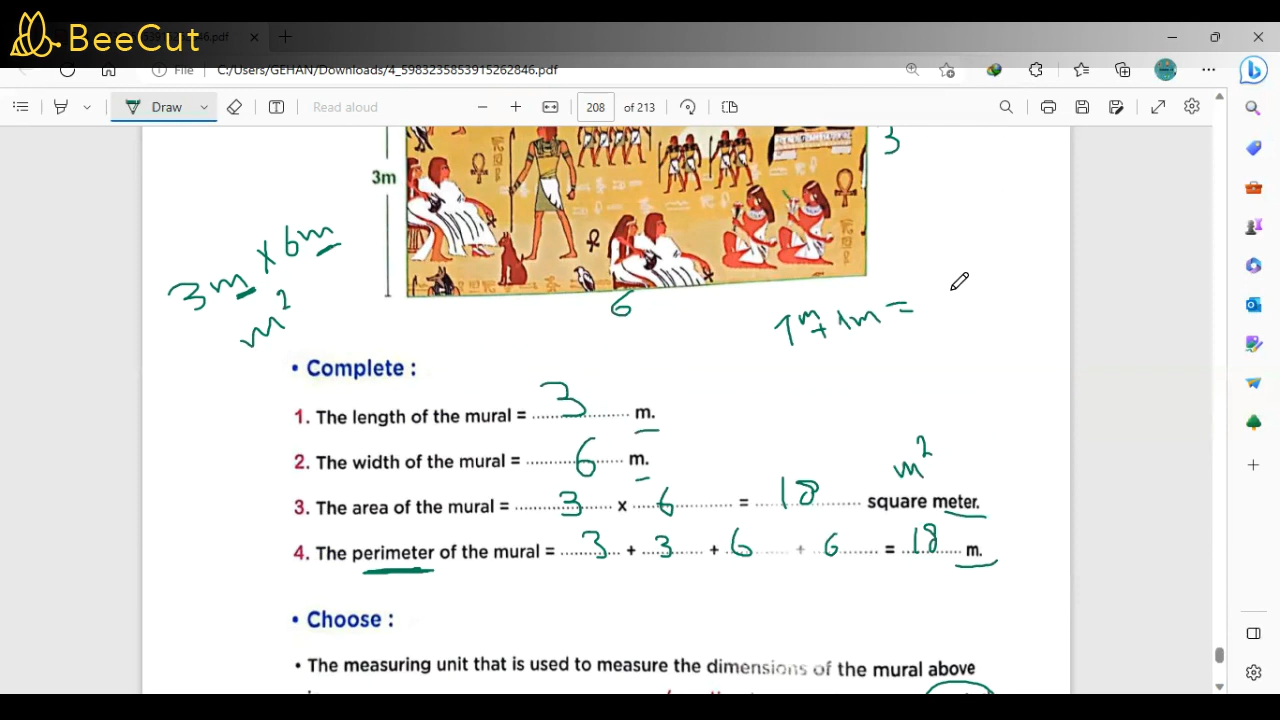 BeeCut
46.pdf
File C:/Users/GEHAN/Downloads/4_5983235853915262846.pdf
Draw Read aloud 208 of 213
3
3m
3m x 6m
m²
6
1m + 1m =
• Complete :
1. The length of the mural = 3 m.
2. The width of the mural = 6 m.
m²
3. The area of the mural = 3 x 6 = 18 square meter.
4. The perimeter of the mural = 3 + 3 + 6 + 6 = 18 m.
• Choose :
• The measuring unit that is used to measure the dimensions of the mural above